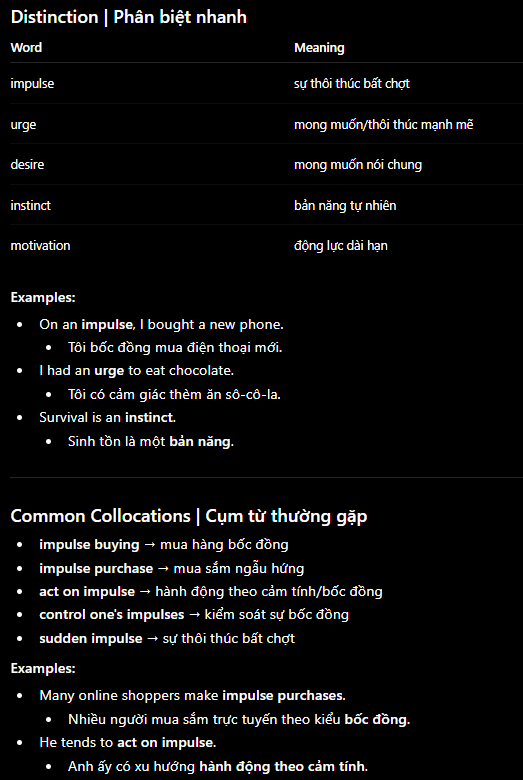 Distinction | Phân biệt nhanh
Word Meaning
impulse sự thôi thúc bất chợt
urge mong muốn/thôi thúc mạnh mẽ
desire mong muốn nói chung
instinct bản năng tự nhiên
motivation động lực dài hạn
Examples:
• On an impulse, I bought a new phone.
• Tôi bốc đồng mua điện thoại mới.
• I had an urge to eat chocolate.
• Tôi có cảm giác thèm ăn sô-cô-la.
• Survival is an instinct.
• Sinh tồn là một bản năng.
Common Collocations | Cụm từ thường gặp
• impulse buying → mua hàng bốc đồng
• impulse purchase → mua sắm ngẫu hứng
• act on impulse → hành động theo cảm tính/bốc đồng
• control one's impulses → kiểm soát sự bốc đồng
• sudden impulse → sự thôi thúc bất chợt
Examples:
• Many online shoppers make impulse purchases.
• Nhiều người mua sắm trực tuyến theo kiểu bốc đồng.
• He tends to act on impulse.
• Anh ấy có xu hướng hành động theo cảm tính.